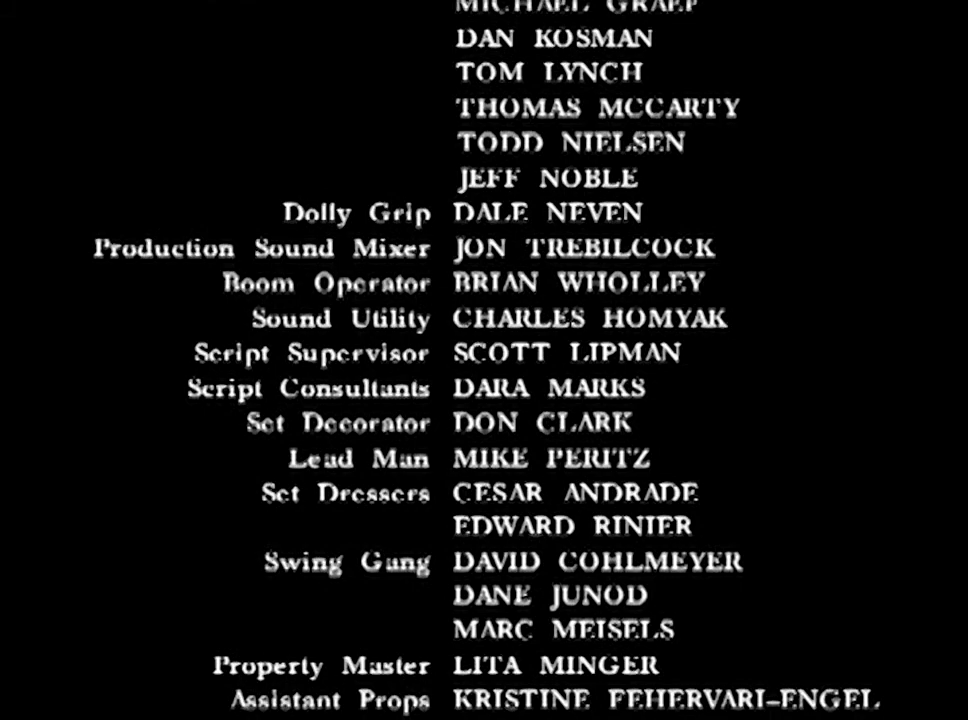 MICHAEL GRAEF
DAN KOSMAN
TOM LYNCH
THOMAS MCCARTY
TODD NIELSEN
JEFF NOBLE
Dolly Grip DALE NEVEN
Production Sound Mixer JON TREBILCOCK
Boom Operator BRIAN WHOLLEY
Sound Utility CHARLES HOMYAK
Script Supervisor SCOTT LIPMAN
Script Consultants DARA MARKS
Set Decorator DON CLARK
Lead Man MIKE PERITZ
Set Dressers CESAR ANDRADE
EDWARD RINIER
Swing Gang DAVID COHLMEYER
DANE JUNOD
MARC MEISELS
Property Master LITA MINGER
Assistant Props KRISTINE FEHERVARI-ENGEL